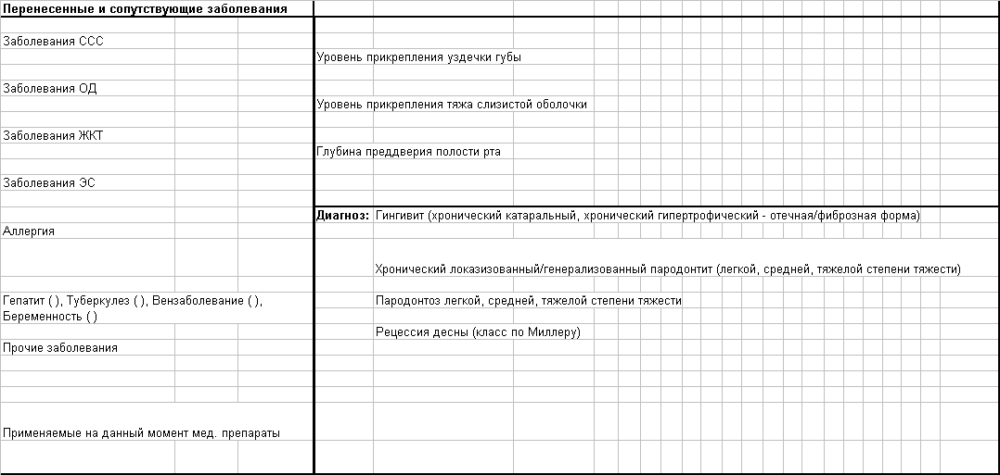 Перенесенные и сопутствующие заболевания
Заболевания ССС
Заболевания ОД
Заболевания ЖКТ
Заболевания ЭС
Аллергия
Гепатит ( ), Туберкулез ( ), Вензаболевание ( ),
Беременность ( )
Прочие заболевания
Применяемые на данный момент мед. препараты
Уровень прикрепления уздечки губы
Уровень прикрепления тяжа слизистой оболочки
Глубина преддверия полости рта
Диагноз: Гингивит (хронический катаральный, хронический гипертрофический - отечная/фиброзная форма)
Хронический локазизованный/генерализованный пародонтит (легкой, средней, тяжелой степени тяжести)
Пародонтоз легкой, средней, тяжелой степени тяжести
Рецессия десны (класс по Миллеру)